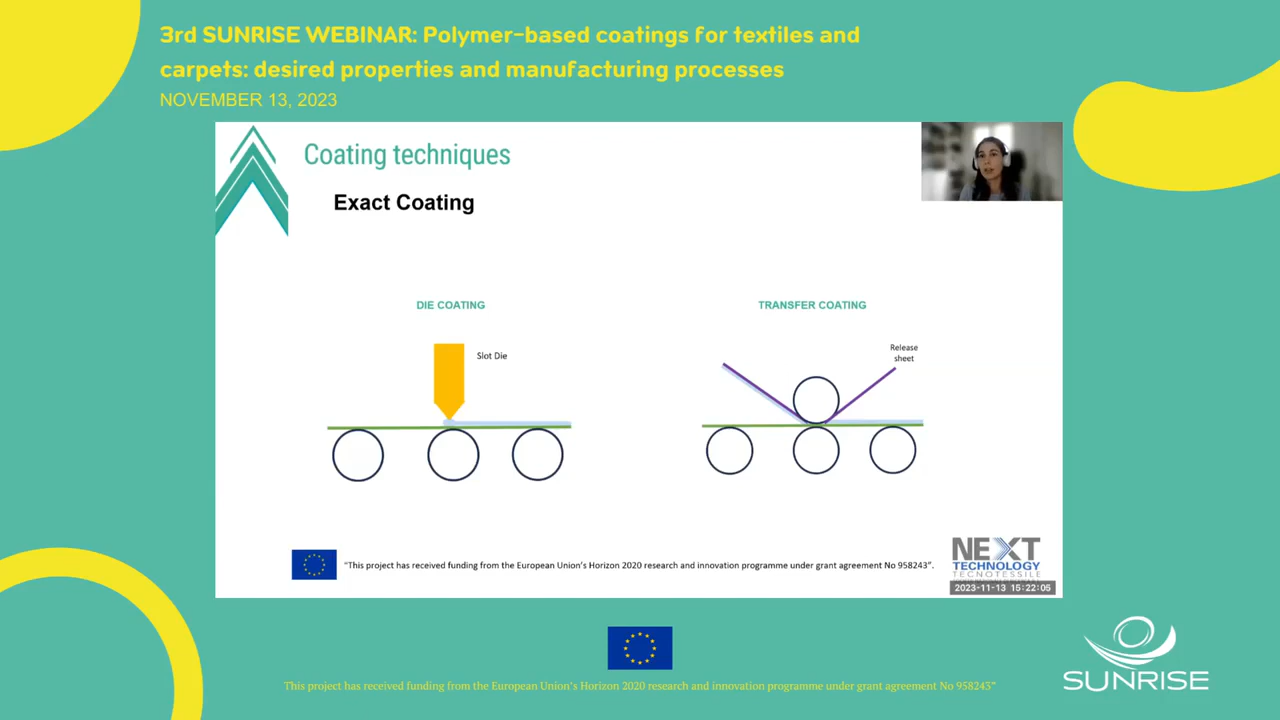 3rd SUNRISE WEBINAR: Polymer-based coatings for textiles and
carpets: desired properties and manufacturing processes
NOVEMBER 13, 2023
Coating techniques
Exact Coating
DIE COATING
TRANSFER COATING
Slot Die
Release
sheet
"This project has received funding from the European Union's Horizon 2020 research and innovation programme under grant agreement No 958243".
NEXT
TECHNOLOGY
TECNOTESSILE
2023-11-13 15:22:05
This project has received funding from the European Union's Horizon 2020 research and innovation programme under grant agreement No 958243"
SUNRISE